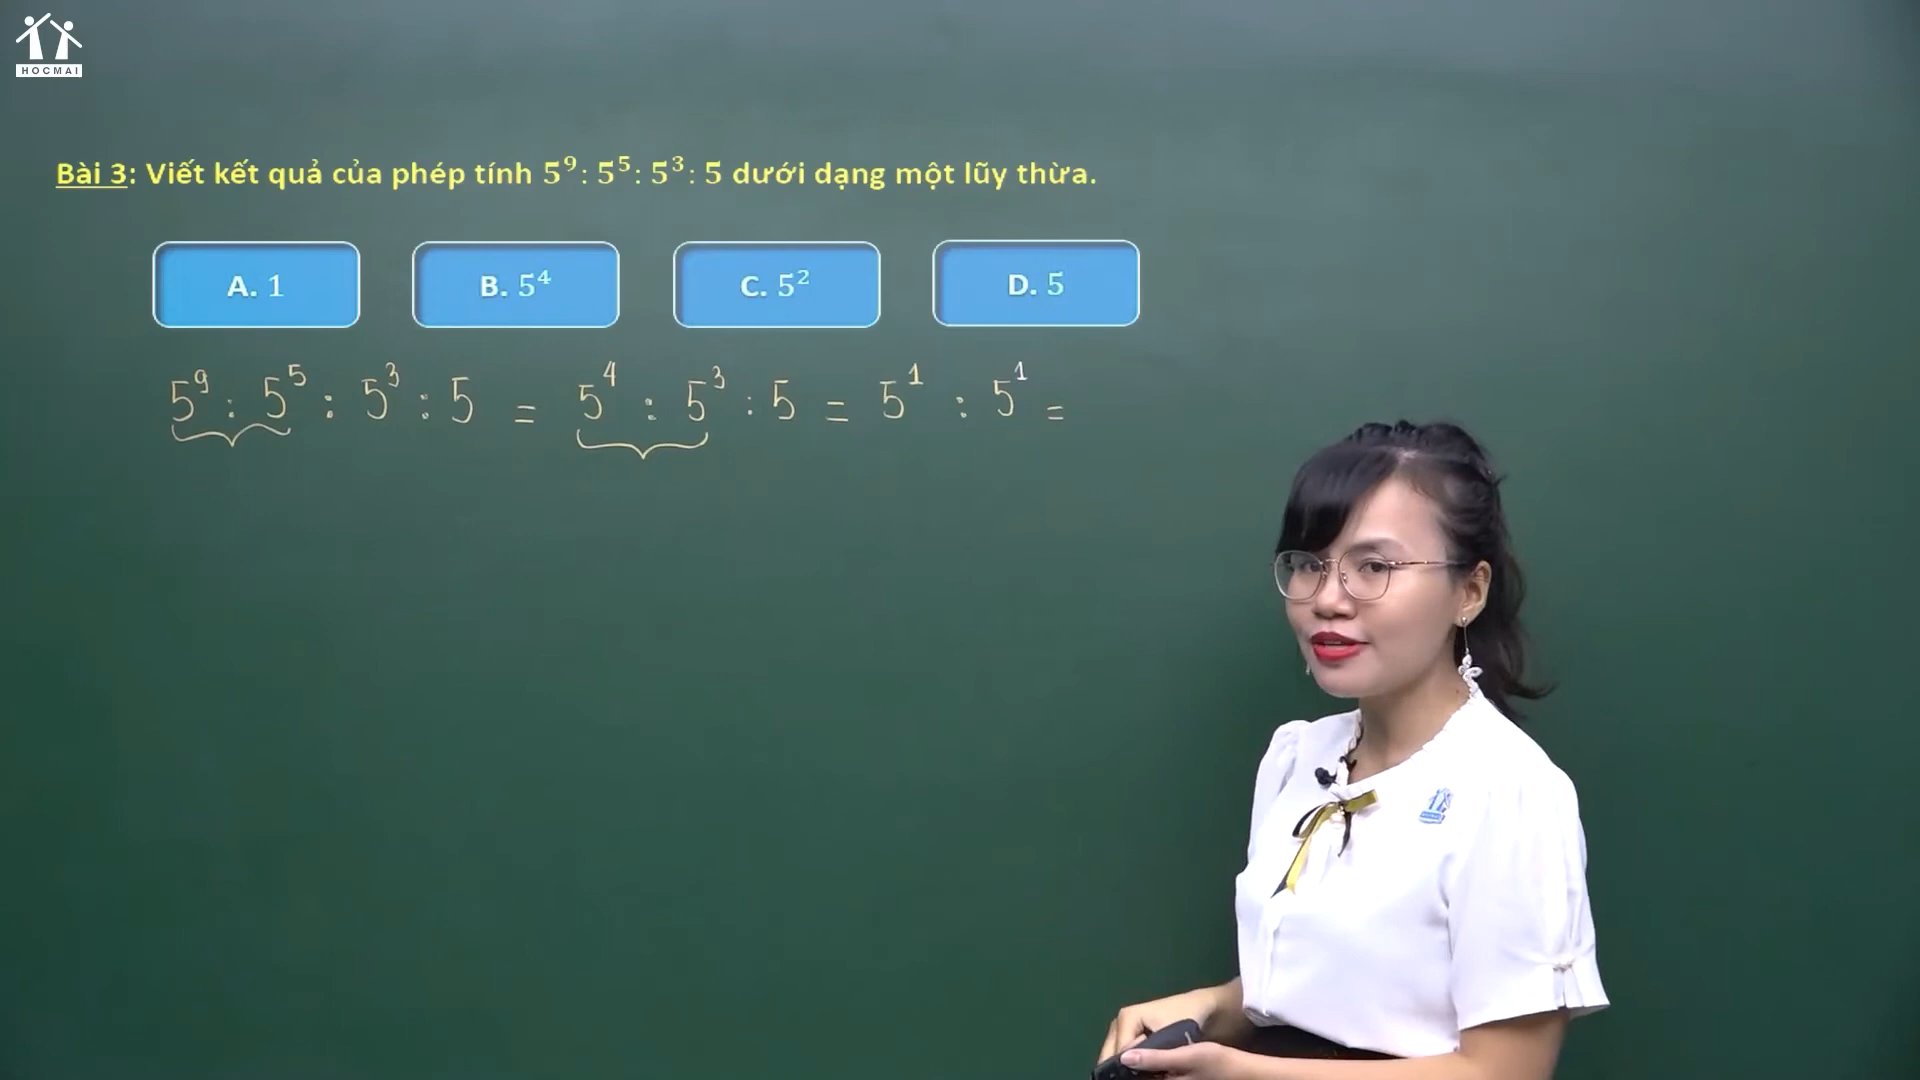 HOCMAI
Bài 3: Viết kết quả của phép tính 5⁹: 5⁵: 5³: 5 dưới dạng một lũy thừa.
A. 1 B. 5⁴ C. 5² D. 5
5⁹ : 5⁵ : 5³ : 5 = 5⁴ : 5³ : 5 = 5¹ : 5¹ =